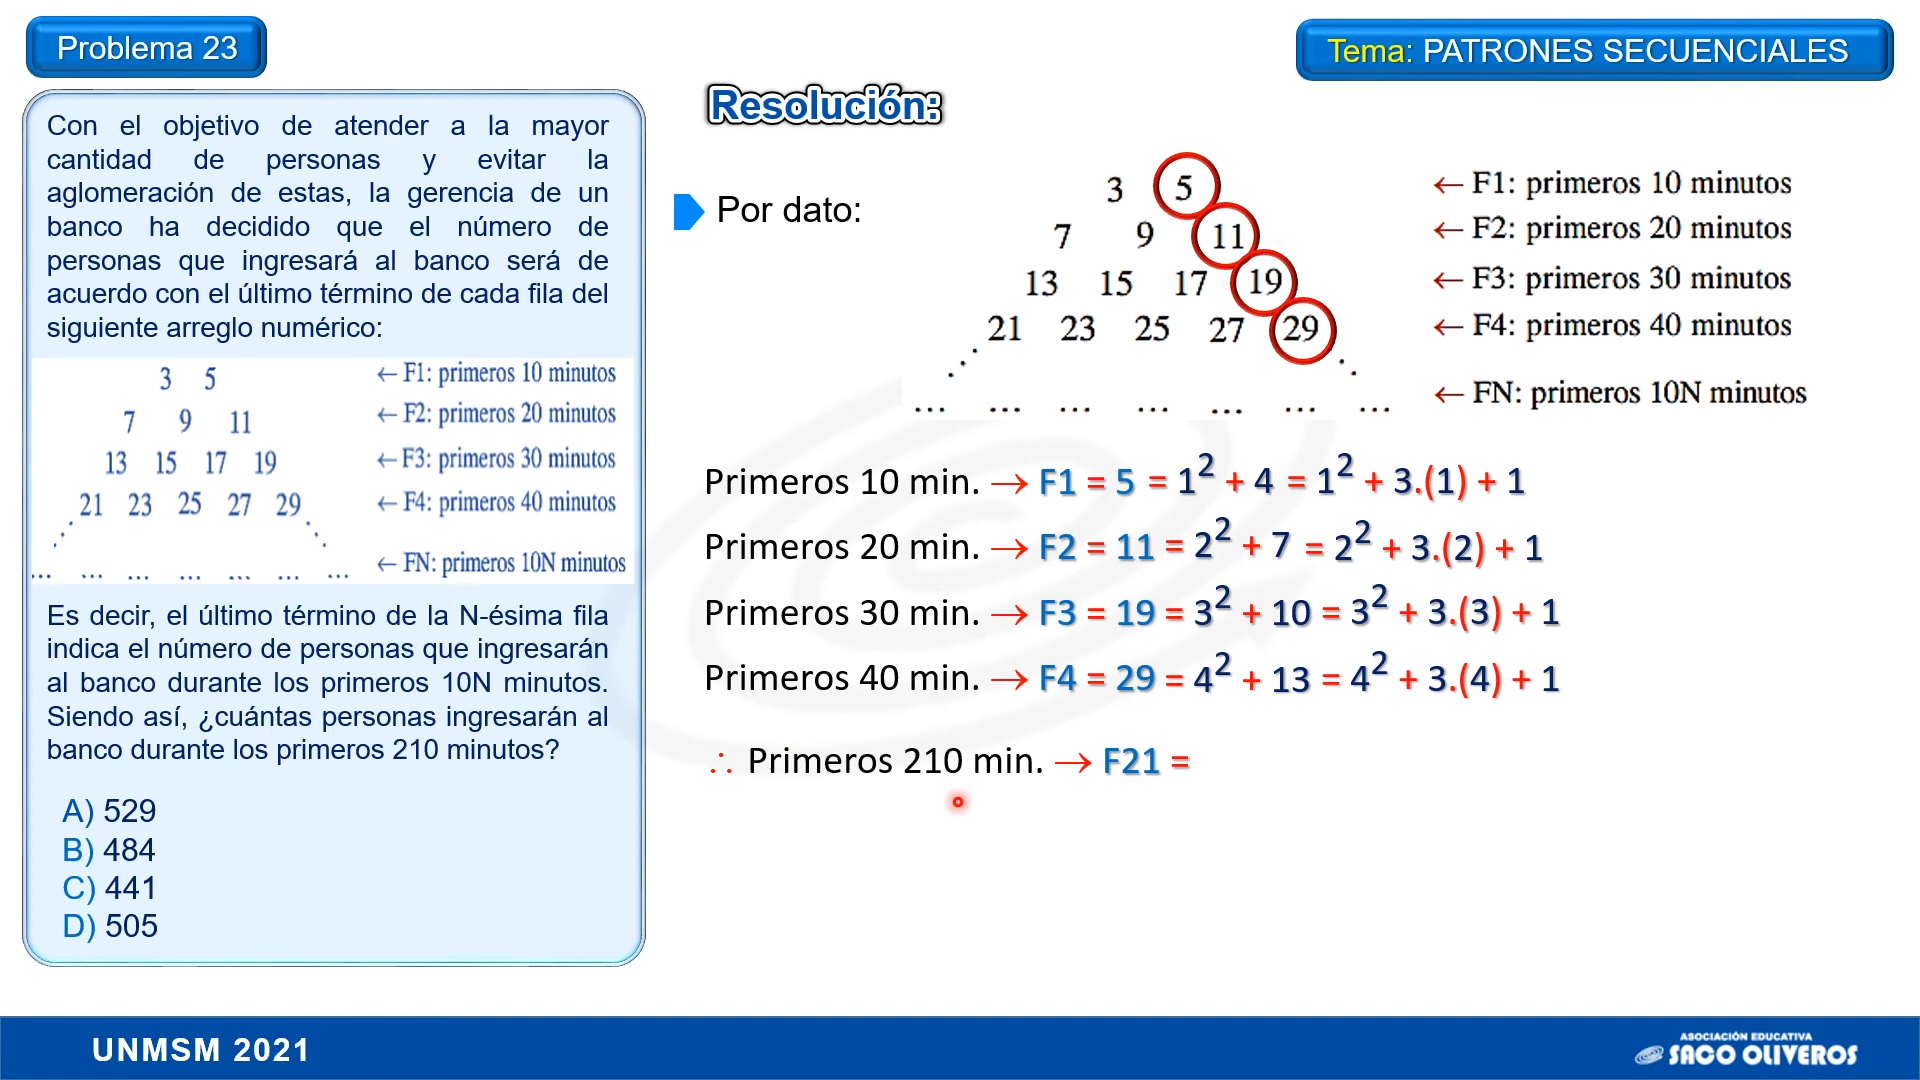 Problema 23
Tema: PATRONES SECUENCIALES
Con el objetivo de atender a la mayor
cantidad de personas y evitar la
aglomeración de estas, la gerencia de un
banco ha decidido que el número de
personas que ingresará al banco será de
acuerdo con el último término de cada fila del
siguiente arreglo numérico:
3 5 ← F1: primeros 10 minutos
7 9 11 ← F2: primeros 20 minutos
13 15 17 19 ← F3: primeros 30 minutos
21 23 25 27 29 ← F4: primeros 40 minutos
... ... ... ... ... ... ... ← FN: primeros 10N minutos
Es decir, el último término de la N-ésima fila
indica el número de personas que ingresarán
al banco durante los primeros 10N minutos.
Siendo así, ¿cuántas personas ingresarán al
banco durante los primeros 210 minutos?
A) 529
B) 484
C) 441
D) 505
Resolución:
Por dato:
3 5 ← F1: primeros 10 minutos
7 9 11 ← F2: primeros 20 minutos
13 15 17 19 ← F3: primeros 30 minutos
21 23 25 27 29 ← F4: primeros 40 minutos
... ... ... ... ... ... ... ← FN: primeros 10N minutos
Primeros 10 min. → F1 = 5 = 1² + 4 = 1² + 3.(1) + 1
Primeros 20 min. → F2 = 11 = 2² + 7 = 2² + 3.(2) + 1
Primeros 30 min. → F3 = 19 = 3² + 10 = 3² + 3.(3) + 1
Primeros 40 min. → F4 = 29 = 4² + 13 = 4² + 3.(4) + 1
∴ Primeros 210 min. → F21 =
UNMSM 2021
ASOCIACIÓN EDUCATIVA
SACO OLIVEROS